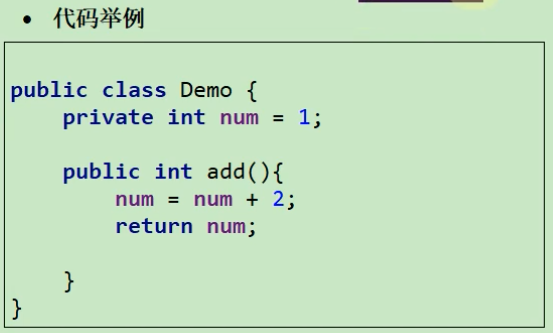 • 代码举例
public class Demo {
    private int num = 1;
    public int add(){
        num = num + 2;
        return num;
    }
}